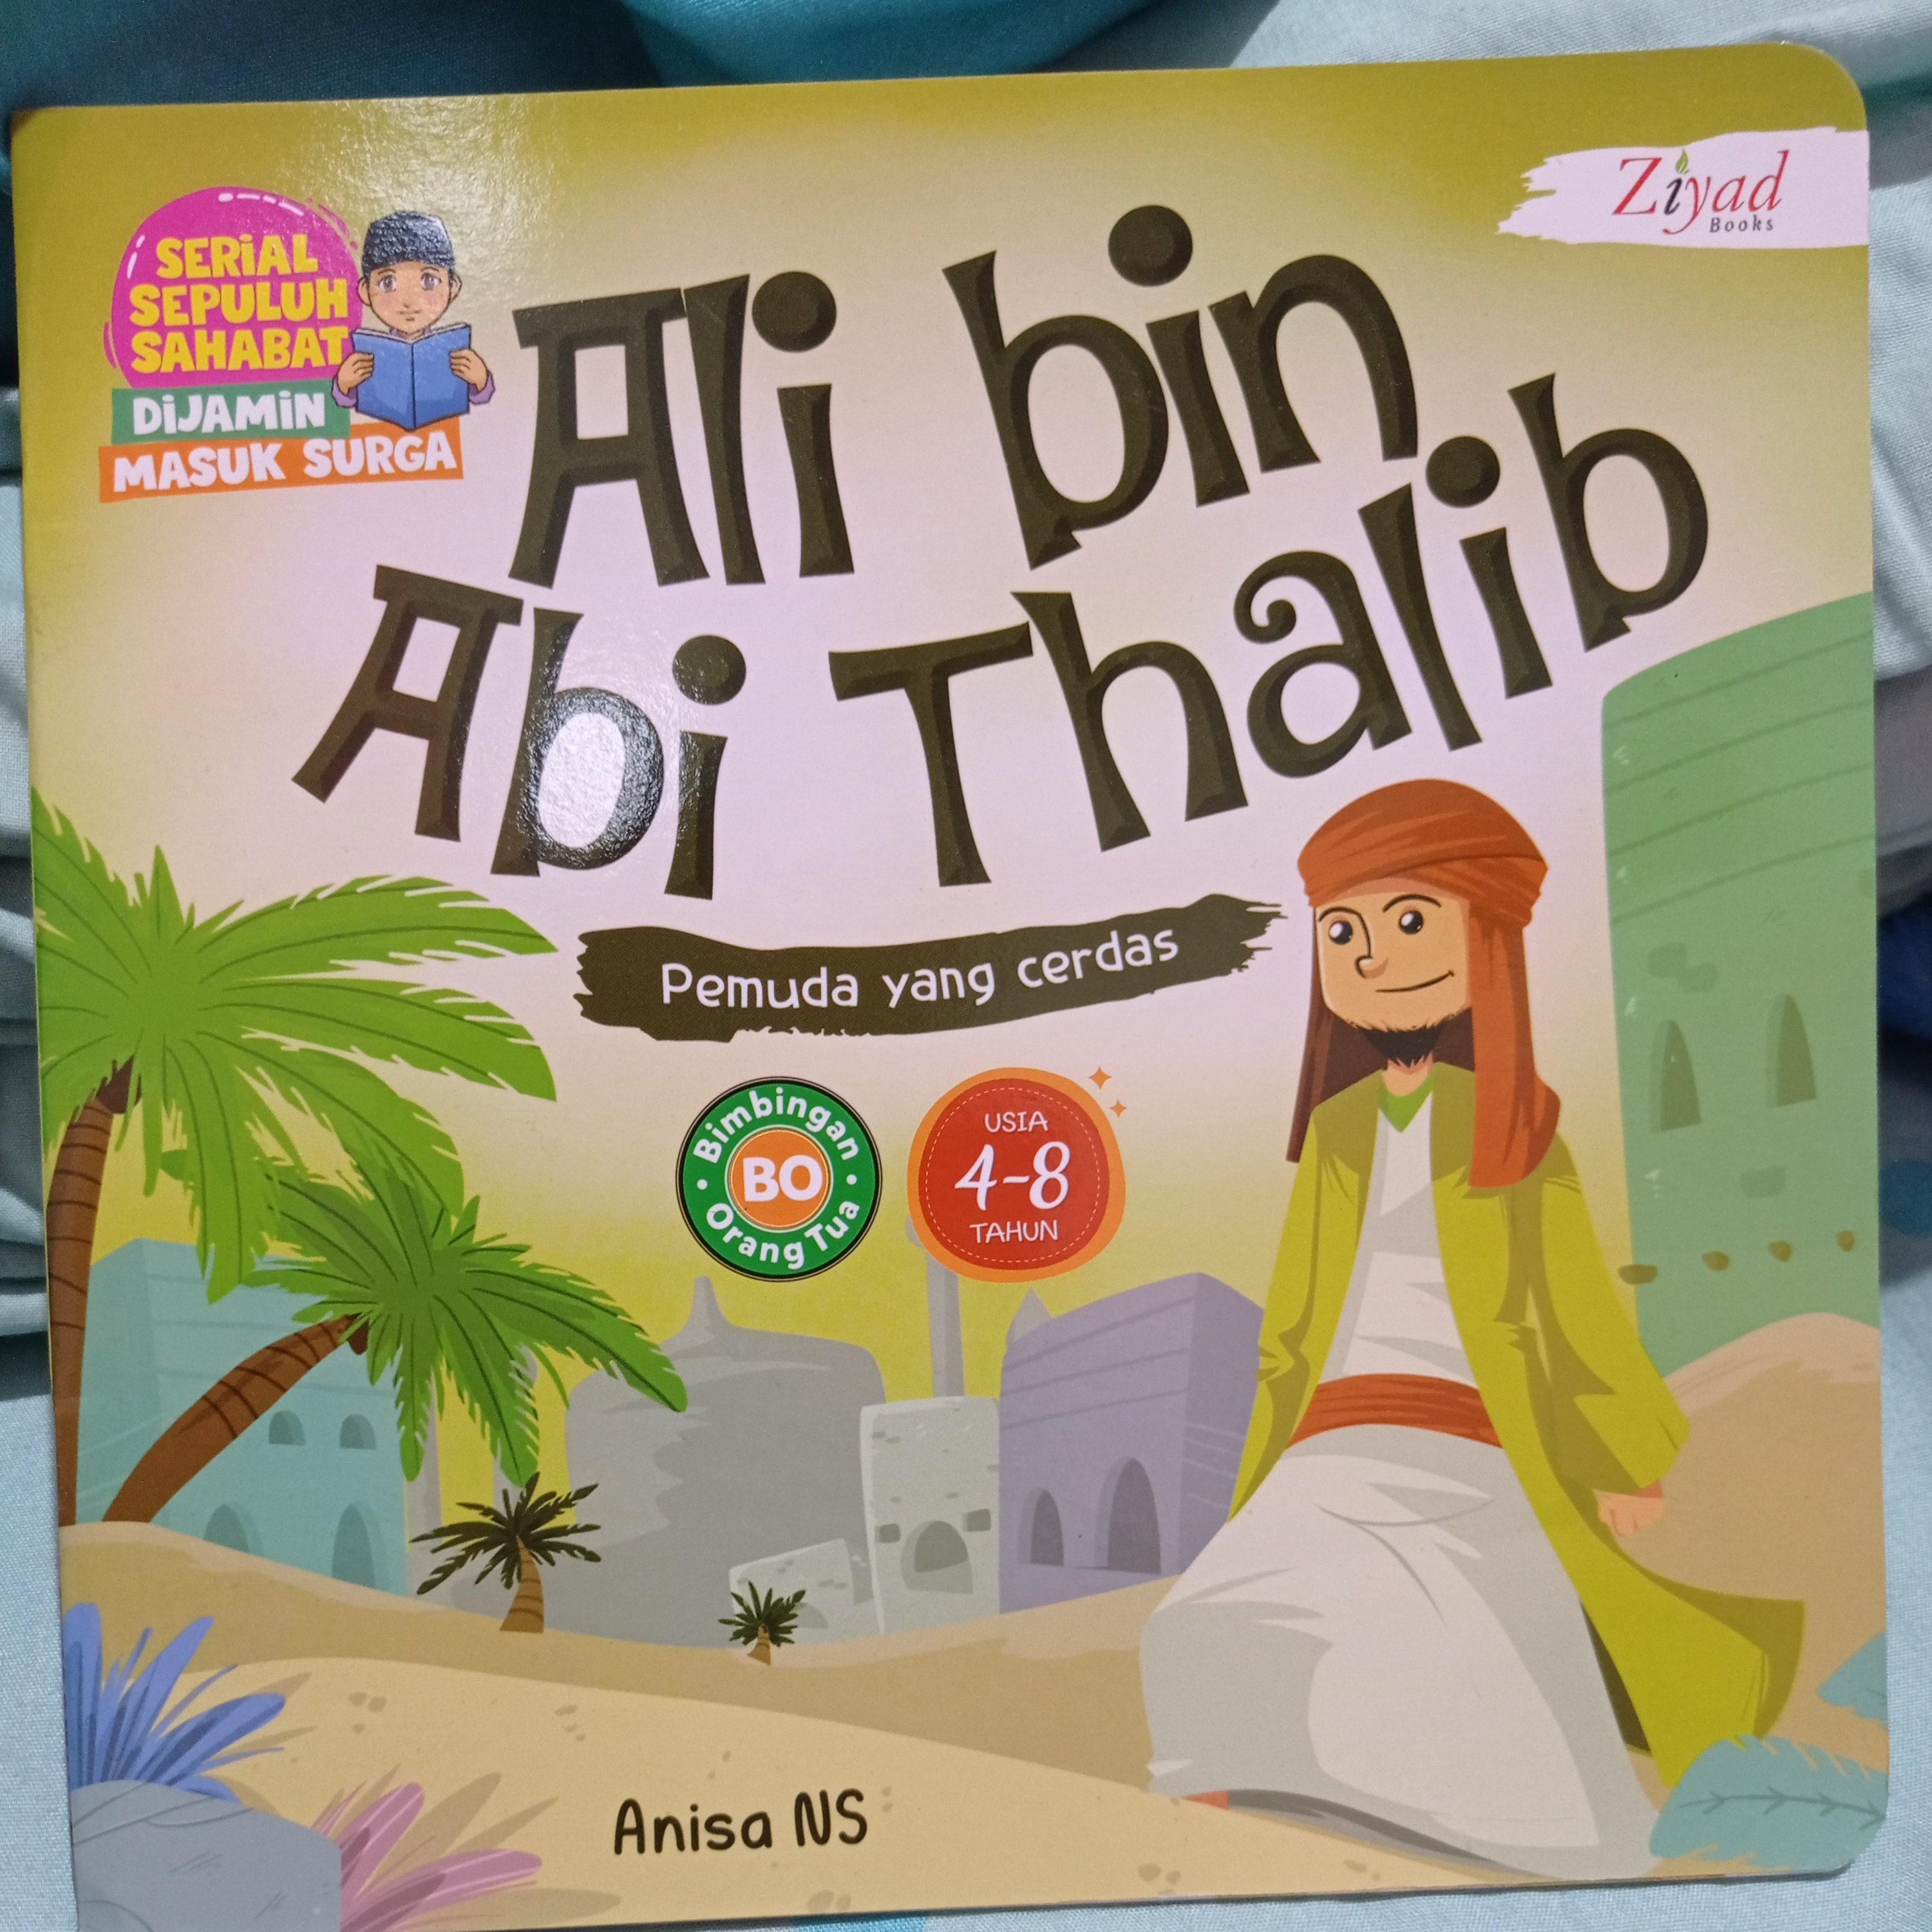 SERIAL
SEPULUH
SAHABAT
DIJAMIN
MASUK SURGA
Ziyad
Books
Ali bin
Abi Thalib
Pemuda yang cerdas
Bimbingan
BO
Orang Tua
USIA
4-8
TAHUN
Anisa NS